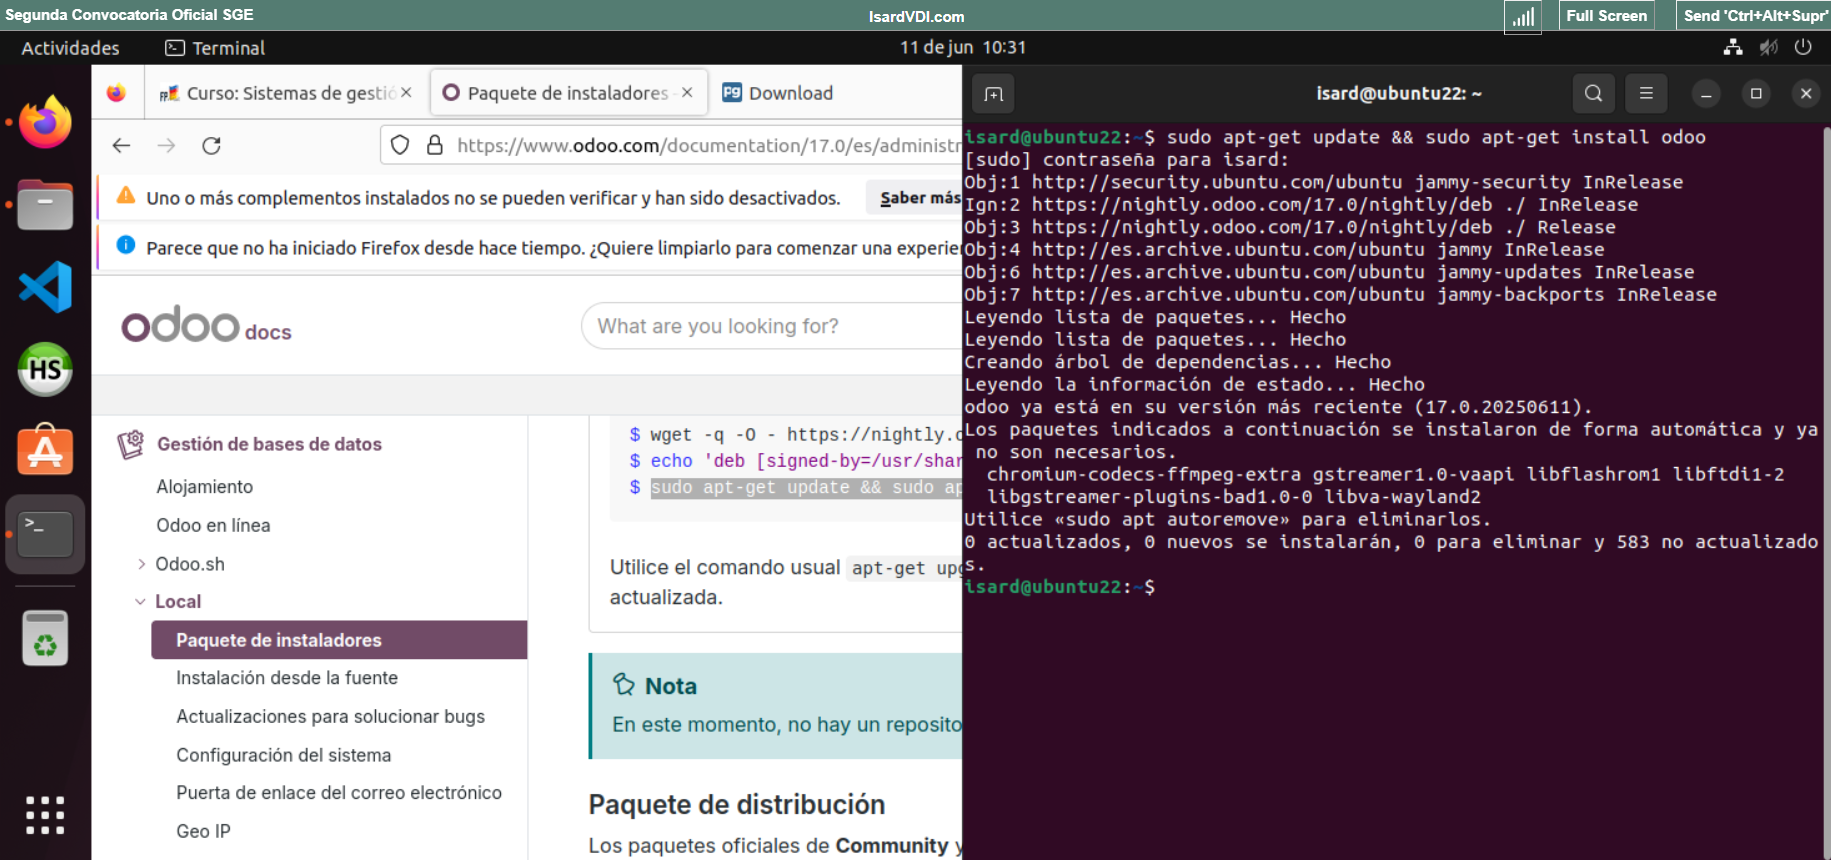 Segunda Convocatoria Oficial SGE
IsardVDI.com
Full Screen
Send 'Ctrl+Alt+Supr'
Actividades
Terminal
11 de jun 10:31
Curso: Sistemas de gestió
Paquete de instaladores
Download
https://www.odoo.com/documentation/17.0/es/administr
Uno o más complementos instalados no se pueden verificar y han sido desactivados.
Saber más
Parece que no ha iniciado Firefox desde hace tiempo. ¿Quiere limpiarlo para comenzar una experie
odoo docs
What are you looking for?
Gestión de bases de datos
Alojamiento
Odoo en línea
Odoo.sh
Local
Paquete de instaladores
Instalación desde la fuente
Actualizaciones para solucionar bugs
Configuración del sistema
Puerta de enlace del correo electrónico
Geo IP
$ wget -q -O - https://nightly.o
$ echo 'deb [signed-by=/usr/shar
$ sudo apt-get update && sudo ap
Utilice el comando usual apt-get upg
actualizada.
Nota
En este momento, no hay un reposito
Paquete de distribución
Los paquetes oficiales de Community y
isard@ubuntu22: ~
isard@ubuntu22:~$ sudo apt-get update && sudo apt-get install odoo
[sudo] contraseña para isard:
Obj:1 http://security.ubuntu.com/ubuntu jammy-security InRelease
Ign:2 https://nightly.odoo.com/17.0/nightly/deb ./ InRelease
Obj:3 https://nightly.odoo.com/17.0/nightly/deb ./ Release
Obj:4 http://es.archive.ubuntu.com/ubuntu jammy InRelease
Obj:6 http://es.archive.ubuntu.com/ubuntu jammy-updates InRelease
Obj:7 http://es.archive.ubuntu.com/ubuntu jammy-backports InRelease
Leyendo lista de paquetes... Hecho
Leyendo lista de paquetes... Hecho
Creando árbol de dependencias... Hecho
Leyendo la información de estado... Hecho
odoo ya está en su versión más reciente (17.0.20250611).
Los paquetes indicados a continuación se instalaron de forma automática y ya
no son necesarios.
chromium-codecs-ffmpeg-extra gstreamer1.0-vaapi libflashrom1 libftdi1-2
libgstreamer-plugins-bad1.0-0 libva-wayland2
Utilice «sudo apt autoremove» para eliminarlos.
0 actualizados, 0 nuevos se instalarán, 0 para eliminar y 583 no actualizado
s.
isard@ubuntu22:~$
HS